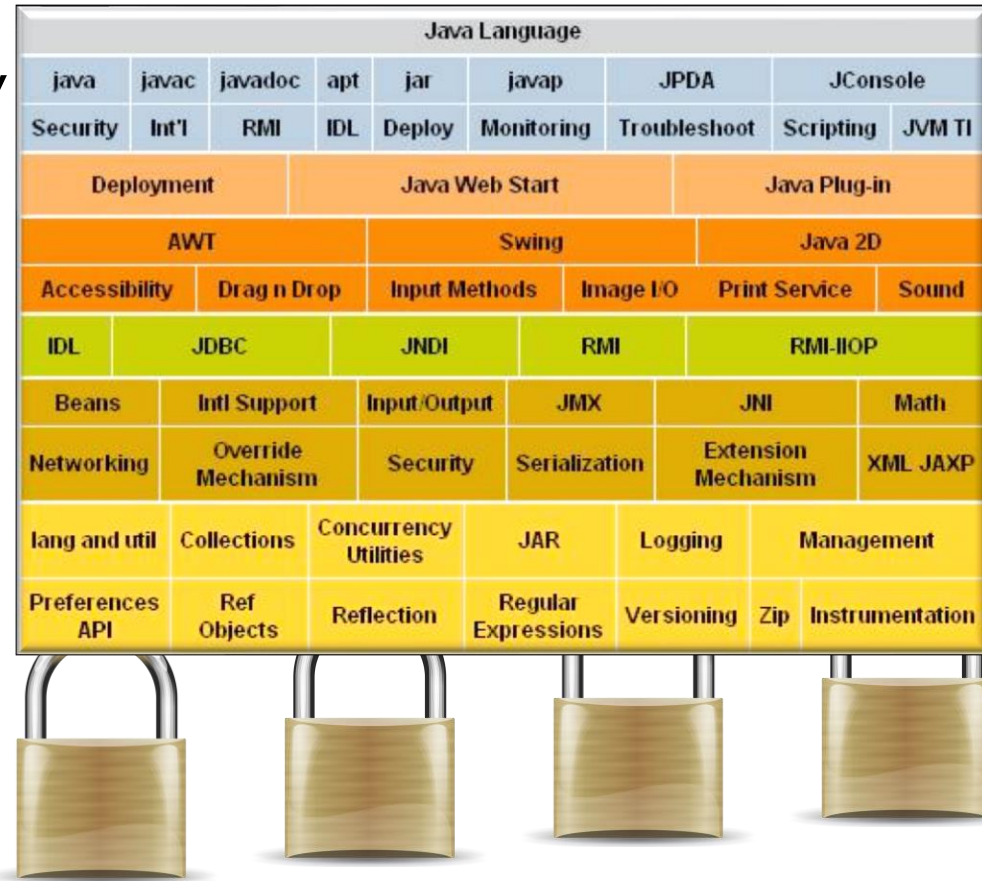 Java Language
java javac javadoc apt jar javap JPDA JConsole
Security Int'l RMI IDL Deploy Monitoring Troubleshoot Scripting JVM TI
Deployment Java Web Start Java Plug-in
AWT Swing Java 2D
Accessibility Drag n Drop Input Methods Image I/O Print Service Sound
IDL JDBC JNDI RMI RMI-IIOP
Beans Intl Support Input/Output JMX JNI Math
Networking Override Mechanism Security Serialization Extension Mechanism XML JAXP
lang and util Collections Concurrency Utilities JAR Logging Management
Preferences API Ref Objects Reflection Regular Expressions Versioning Zip Instrumentation